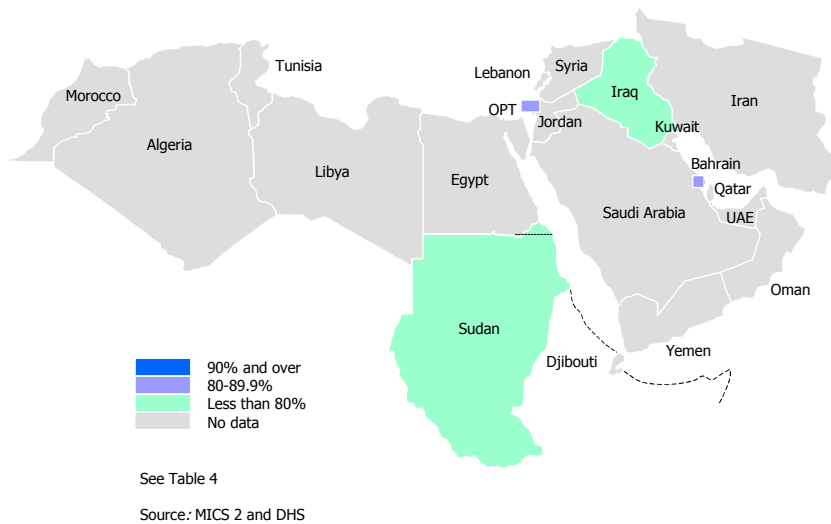 Tunisia
Lebanon
Syria
Morocco
Iraq
Iran
OPT
Jordan
Kuwait
Algeria
Libya
Egypt
Bahrain
Qatar
Saudi Arabia
UAE
Oman
Sudan
Djibouti
Yemen
90% and over
80-89.9%
Less than 80%
No data
See Table 4
Source: MICS 2 and DHS